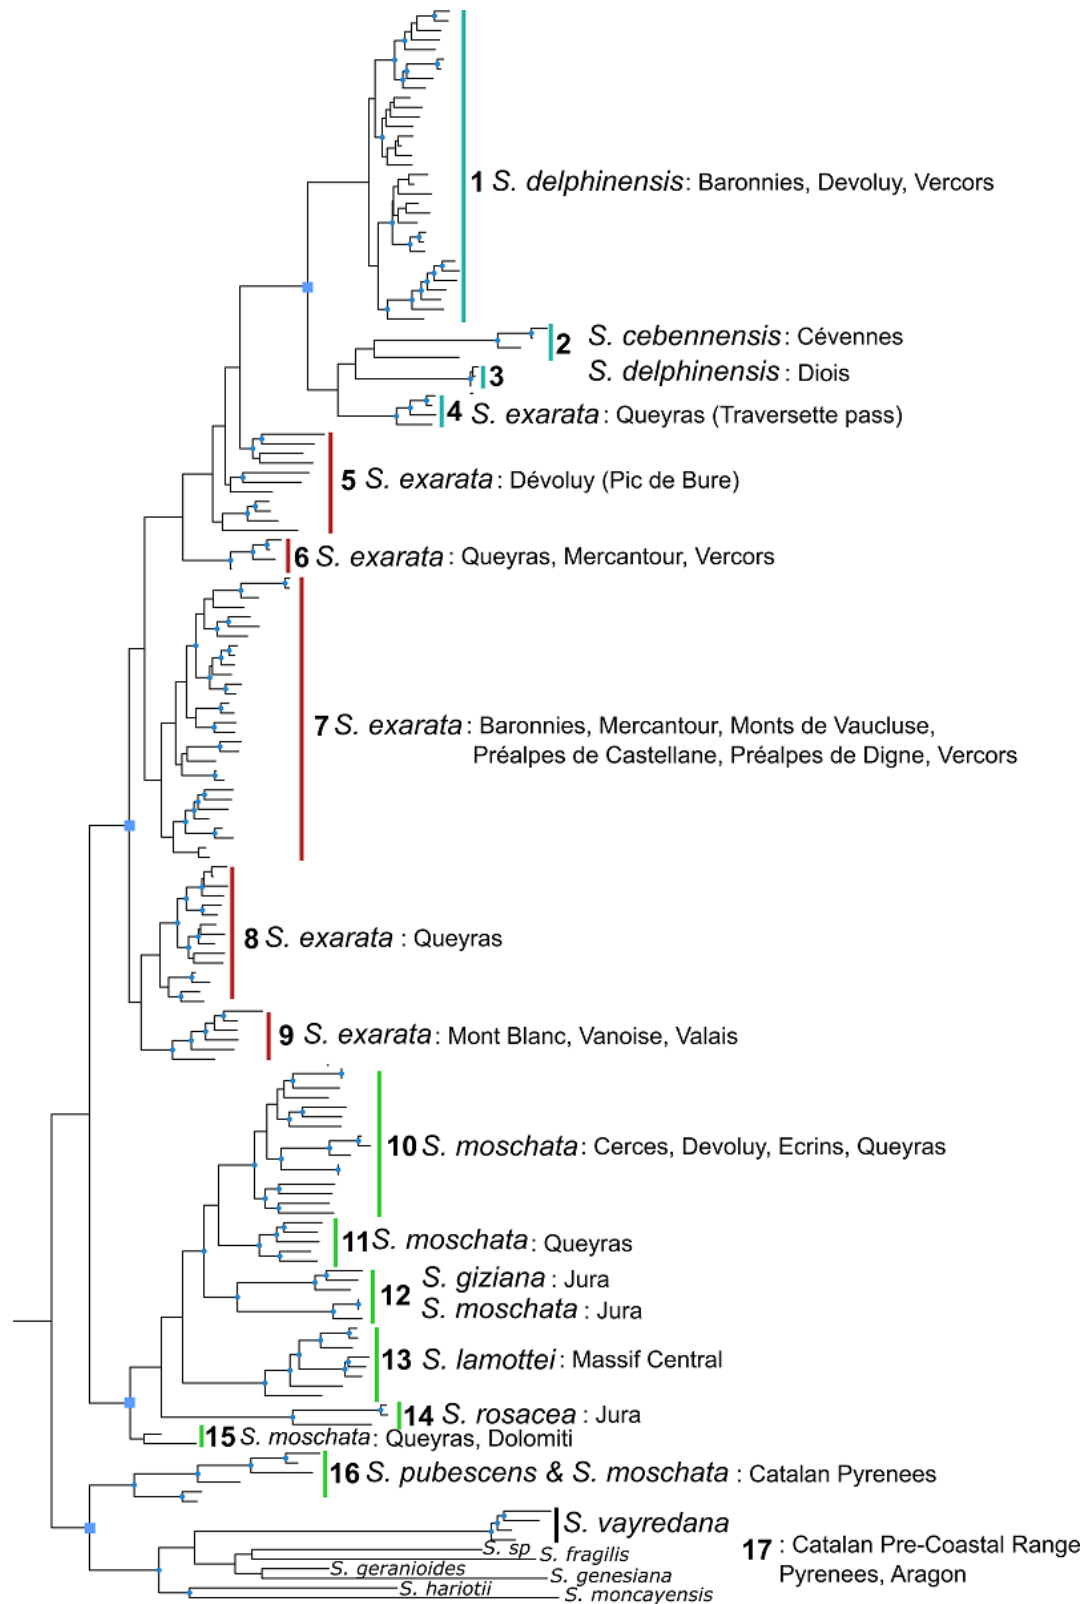 1 S. delphinensis: Baronnies, Devoluy, Vercors
2 S. cebennensis: Cévennes
3 S. delphinensis: Diois
4 S. exarata: Queyras (Traversette pass)
5 S. exarata: Dévoluy (Pic de Bure)
6 S. exarata: Queyras, Mercantour, Vercors
7 S. exarata: Baronnies, Mercantour, Monts de Vaucluse,
Préalpes de Castellane, Préalpes de Digne, Vercors
8 S. exarata : Queyras
9 S. exarata: Mont Blanc, Vanoise, Valais
10 S. moschata: Cerces, Devoluy, Ecrins, Queyras
11 S. moschata: Queyras
12 S. giziana : Jura
S. moschata : Jura
13 S. lamottei : Massif Central
14 S. rosacea : Jura
15 S. moschata: Queyras, Dolomiti
16 S. pubescens & S. moschata : Catalan Pyrenees
S. vayredana
17 : Catalan Pre-Coastal Range
Pyrenees, Aragon
S. sp
S. fragilis
S. geranioides
S. genesiana
S. hariotii
S. moncayensis